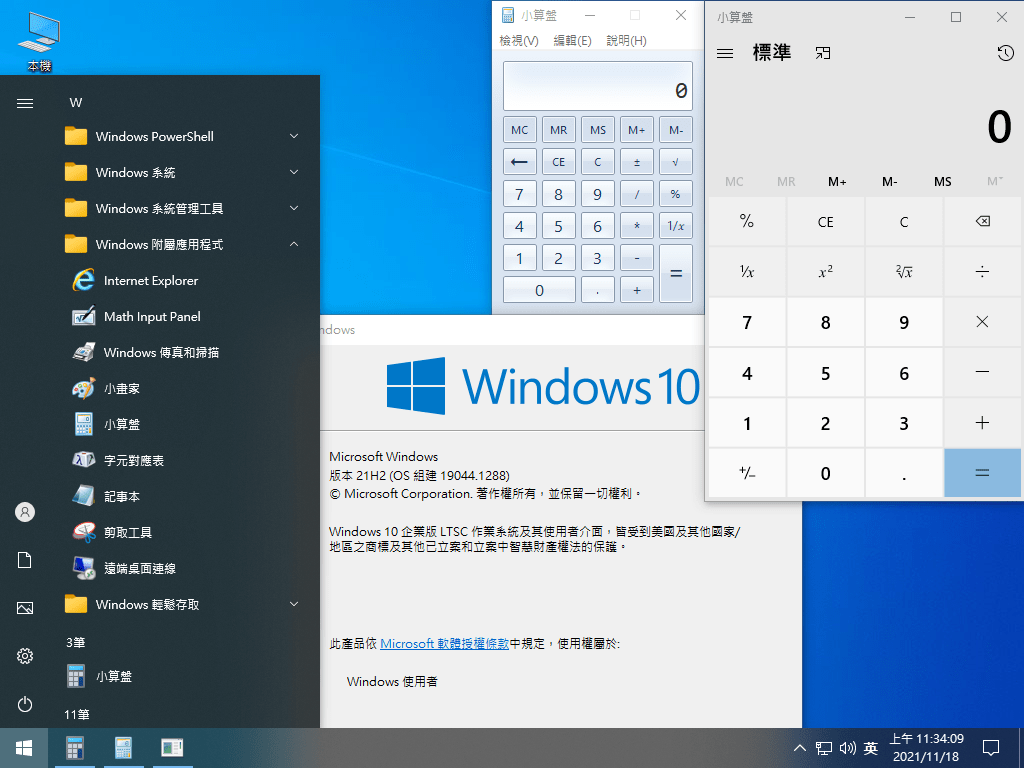 本機
W
Windows PowerShell
Windows 系統
Windows 系統管理工具
Windows 附屬應用程式
Internet Explorer
Math Input Panel
Windows 傳真和掃描
小畫家
小算盤
字元對應表
記事本
剪取工具
遠端桌面連線
Windows 輕鬆存取
3筆
小算盤
11筆
小算盤
檢視(V) 編輯(E) 說明(H)
0
MC MR MS M+ M-
← CE C ± √
7 8 9 / %
4 5 6 * 1/x
1 2 3 - =
0 . +
小算盤
標準
0
MC MR M+ M- MS M˅
% CE C ⌫
¹⁄x x² ²√x ÷
7 8 9 ×
4 5 6 −
1 2 3 +
+/− 0 . =
ndows
Windows 10
Microsoft Windows
版本 21H2 (OS 組建 19044.1288)
© Microsoft Corporation. 著作權所有，並保留一切權利。
Windows 10 企業版 LTSC 作業系統及其使用者介面，皆受到美國及其他國家/
地區之商標及其他已立案和立案中智慧財產權法的保護。
此產品依 Microsoft 軟體授權條款中規定，使用權屬於:
Windows 使用者
英
上午 11:34:09
2021/11/18